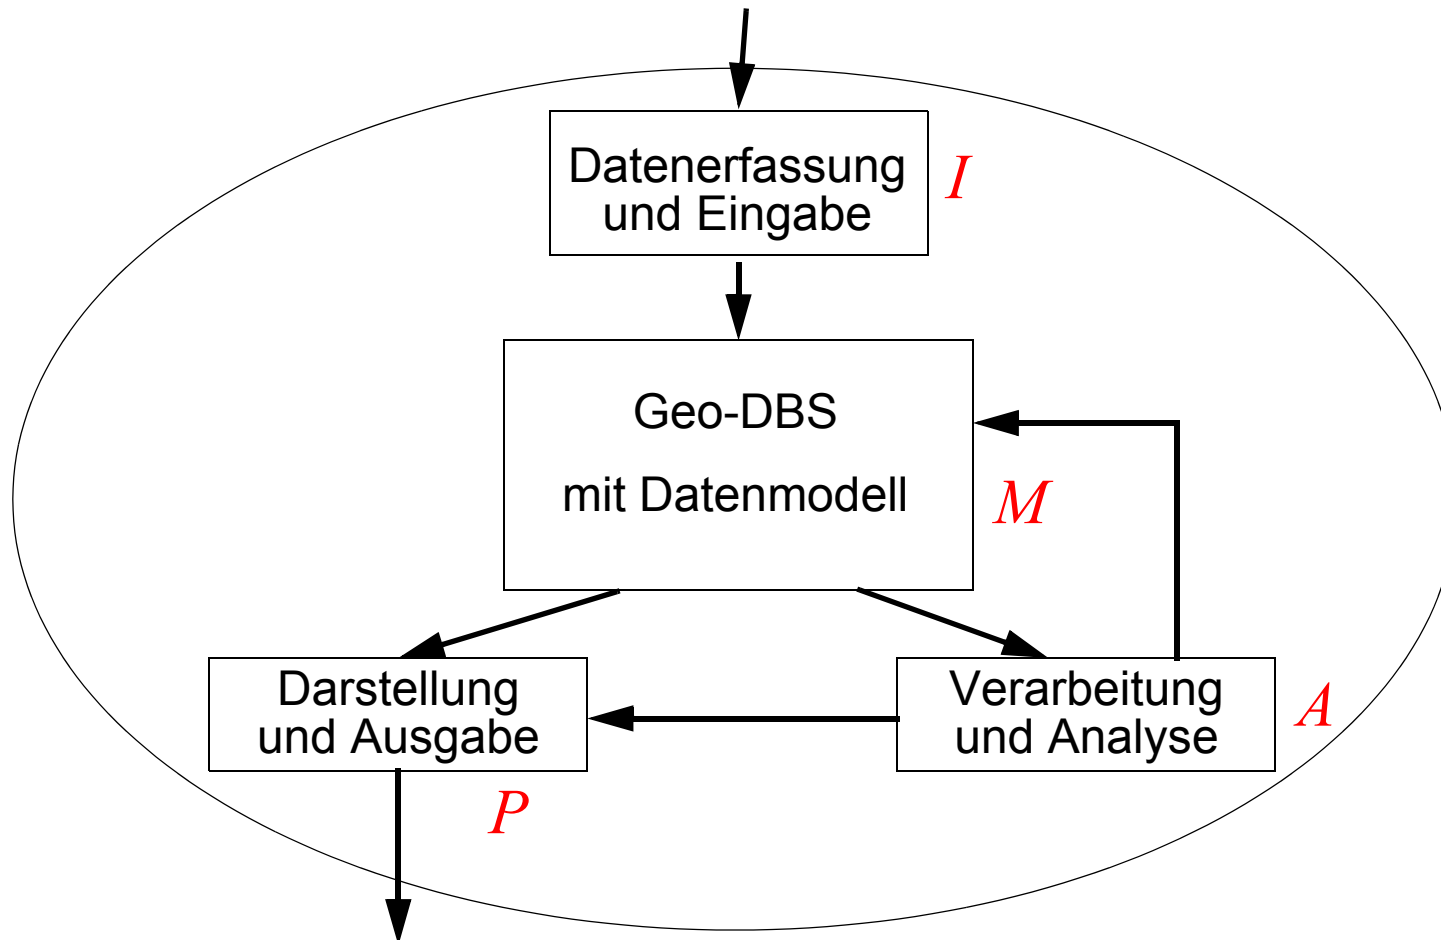 Datenerfassung
und Eingabe
I
Geo-DBS
mit Datenmodell
M
Darstellung
und Ausgabe
P
Verarbeitung
und Analyse
A